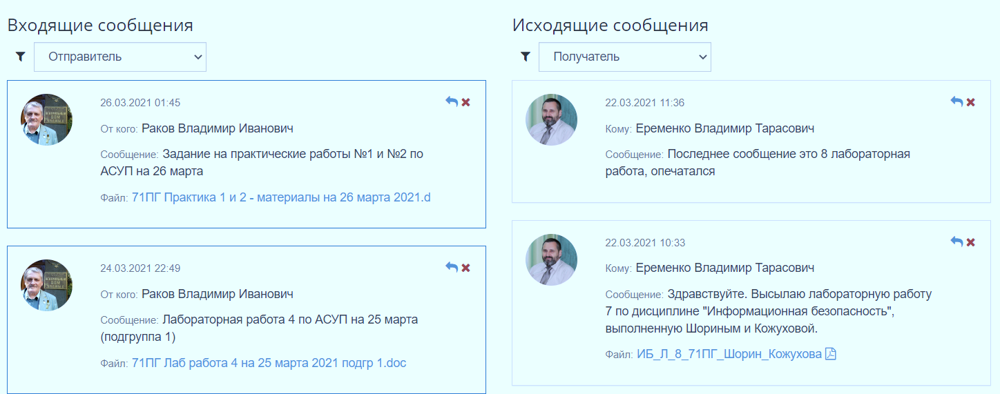 Входящие сообщения
Отправитель
26.03.2021 01:45
От кого: Раков Владимир Иванович
Сообщение: Задание на практические работы №1 и №2 по
АСУП на 26 марта
Файл: 71ПГ Практика 1 и 2 - материалы на 26 марта 2021.d
24.03.2021 22:49
От кого: Раков Владимир Иванович
Сообщение: Лабораторная работа 4 по АСУП на 25 марта
(подгруппа 1)
Файл: 71ПГ Лаб работа 4 на 25 марта 2021 подгр 1.doc
Исходящие сообщения
Получатель
22.03.2021 11:36
Кому: Еременко Владимир Тарасович
Сообщение: Последнее сообщение это 8 лабораторная
работа, опечатался
22.03.2021 10:33
Кому: Еременко Владимир Тарасович
Сообщение: Здравствуйте. Высылаю лабораторную работу
7 по дисциплине "Информационная безопасность",
выполненную Шориным и Кожуховой.
Файл: ИБ_Л_8_71ПГ_Шорин_Кожухова